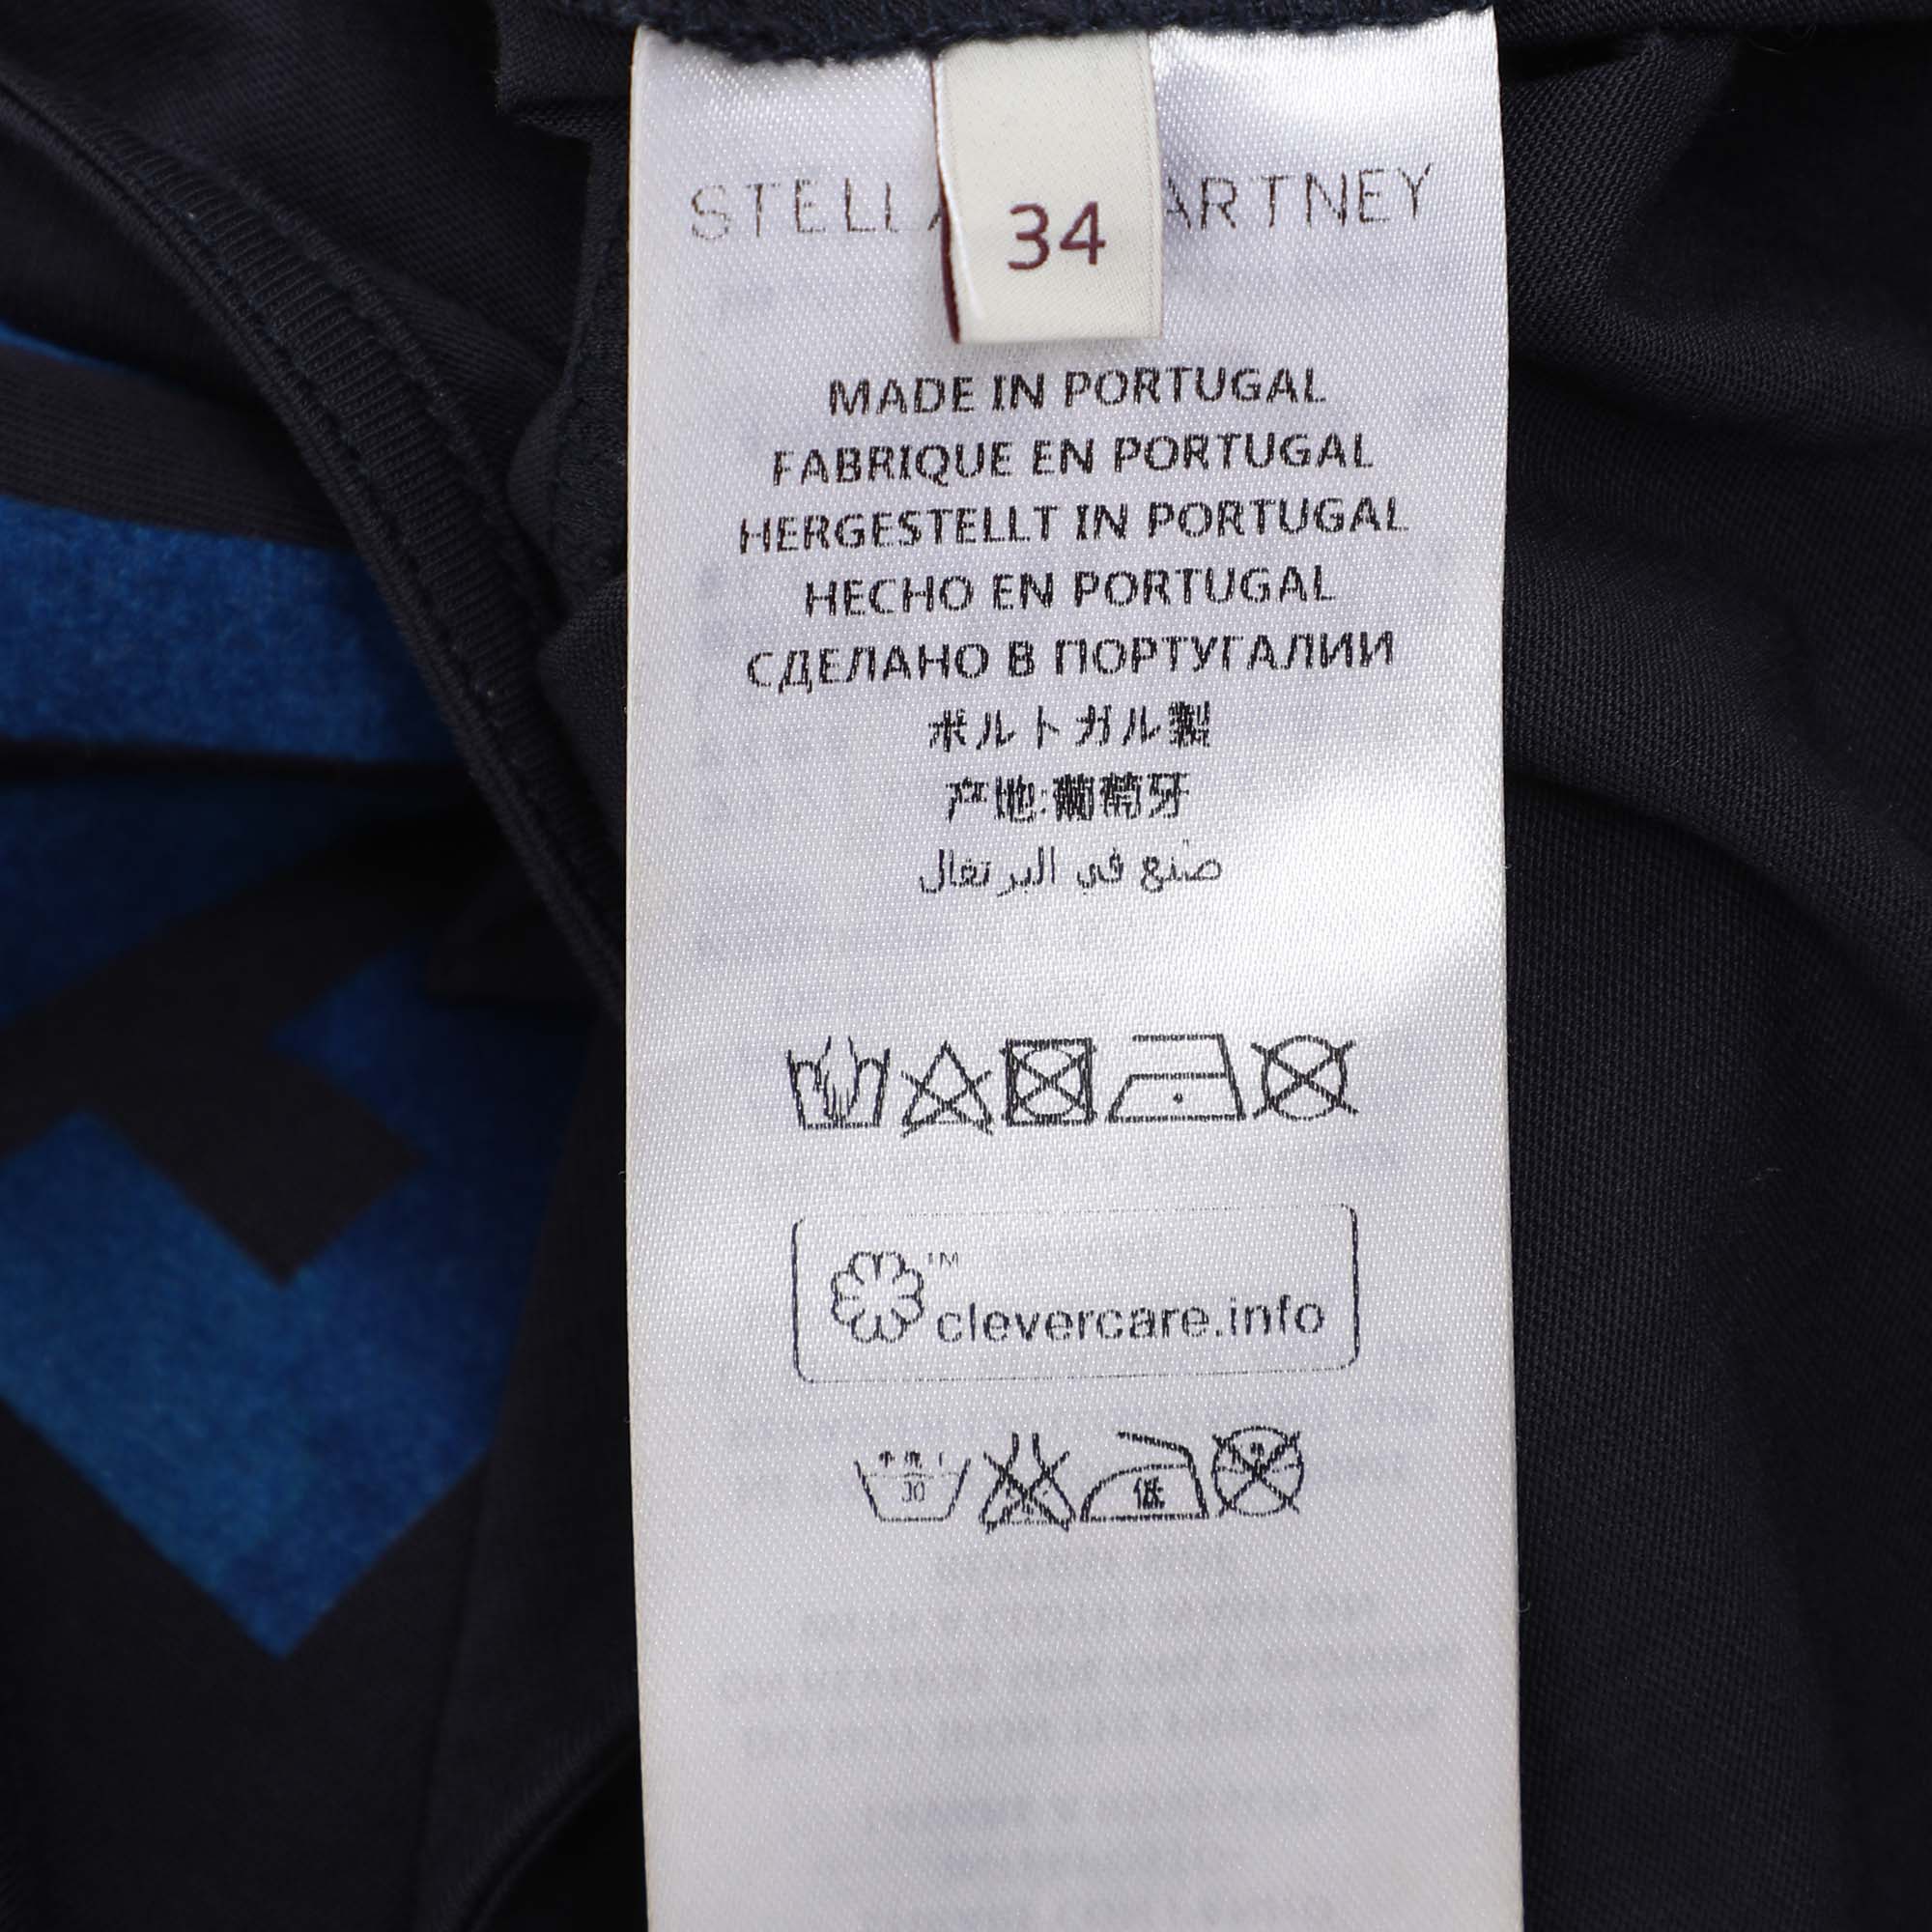 STELL ARTNEY
34
MADE IN PORTUGAL
FABRIQUE EN PORTUGAL
HERGESTELLT IN PORTUGAL
HECHO EN PORTUGAL
СДЕЛАНО В ПОРТУГАЛИИ
ポルトガル製
产地:葡萄牙
صنع في البرتغال
TM
clevercare.info
30
低